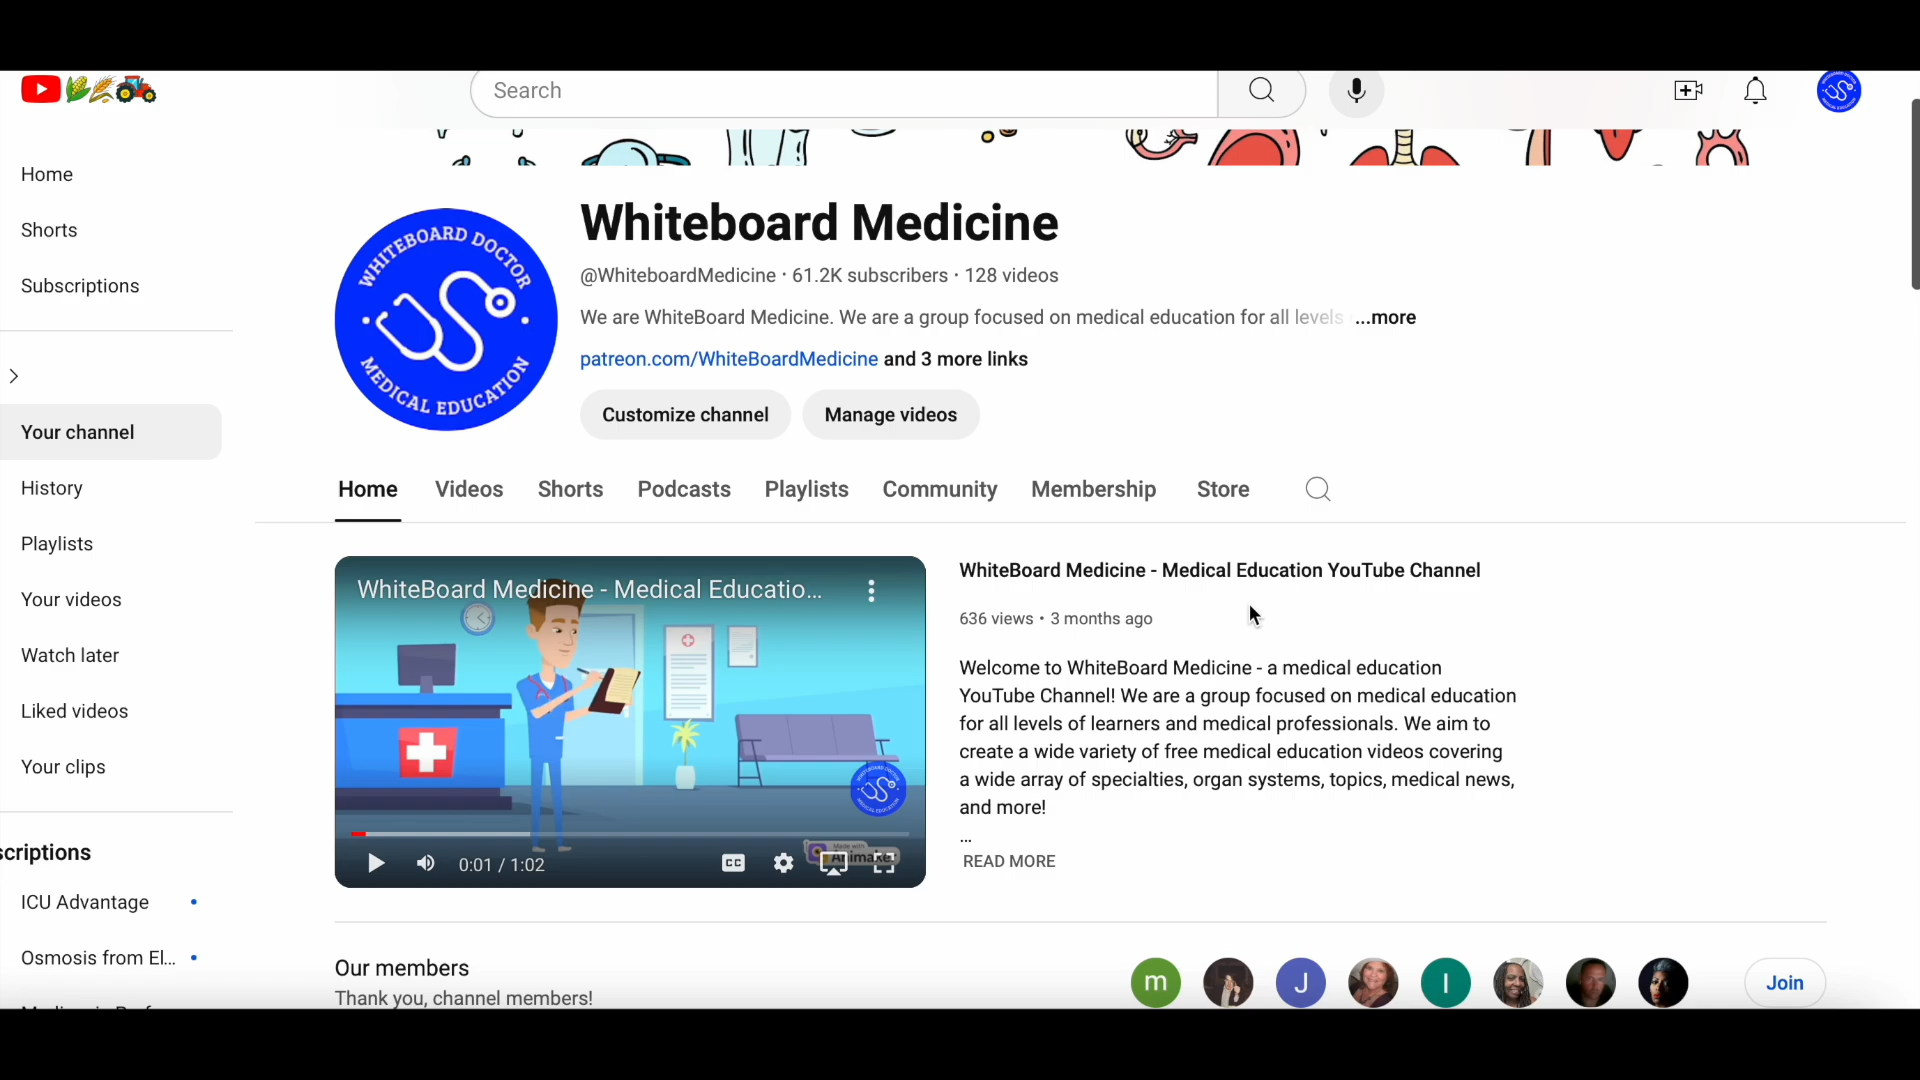 Search
Home
Shorts
Subscriptions
Your channel
History
Playlists
Your videos
Watch later
Liked videos
Your clips
scriptions
ICU Advantage
Osmosis from El...
WHITEBOARD DOCTOR
MEDICAL EDUCATION
Whiteboard Medicine
@WhiteboardMedicine · 61.2K subscribers · 128 videos
We are WhiteBoard Medicine. We are a group focused on medical education for all levels ...more
patreon.com/WhiteBoardMedicine and 3 more links
Customize channel Manage videos
Home Videos Shorts Podcasts Playlists Community Membership Store
WhiteBoard Medicine - Medical Educatio...
0:01 / 1:02
CC
Made with
Animaker
WhiteBoard Medicine - Medical Education YouTube Channel
636 views • 3 months ago
Welcome to WhiteBoard Medicine - a medical education
YouTube Channel! We are a group focused on medical education
for all levels of learners and medical professionals. We aim to
create a wide variety of free medical education videos covering
a wide array of specialties, organ systems, topics, medical news,
and more!
...
READ MORE
Our members
Thank you, channel members!
m J I
Join